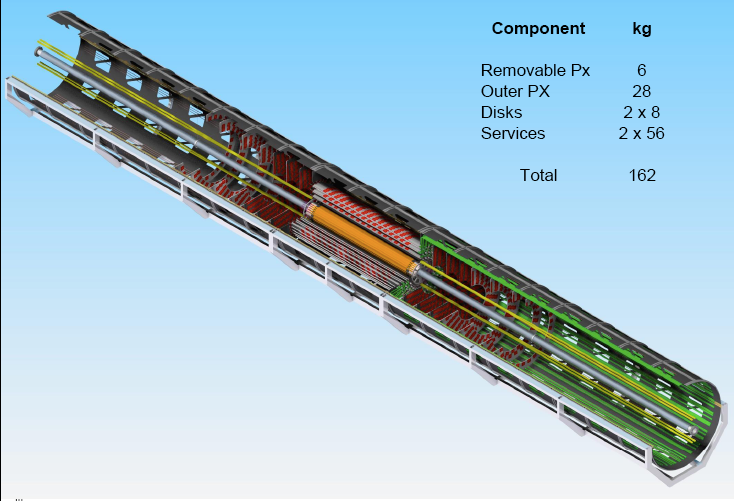 Component kg
Removable Px 6
Outer PX 28
Disks 2 x 8
Services 2 x 56
Total 162